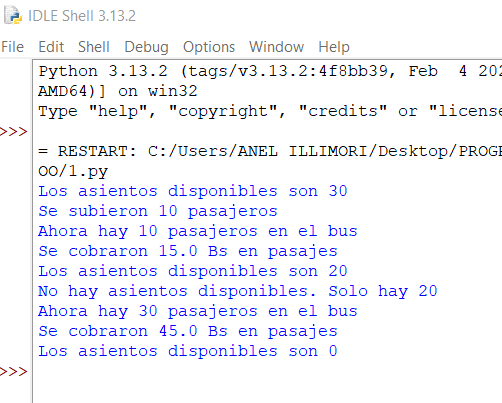 IDLE Shell 3.13.2
File Edit Shell Debug Options Window Help
Python 3.13.2 (tags/v3.13.2:4f8bb39, Feb 4 202
AMD64)] on win32
Type "help", "copyright", "credits" or "license
>>>
= RESTART: C:/Users/ANEL ILLIMORI/Desktop/PROGR
OO/1.py
Los asientos disponibles son 30
Se subieron 10 pasajeros
Ahora hay 10 pasajeros en el bus
Se cobraron 15.0 Bs en pasajes
Los asientos disponibles son 20
No hay asientos disponibles. Solo hay 20
Ahora hay 30 pasajeros en el bus
Se cobraron 45.0 Bs en pasajes
Los asientos disponibles son 0
>>>